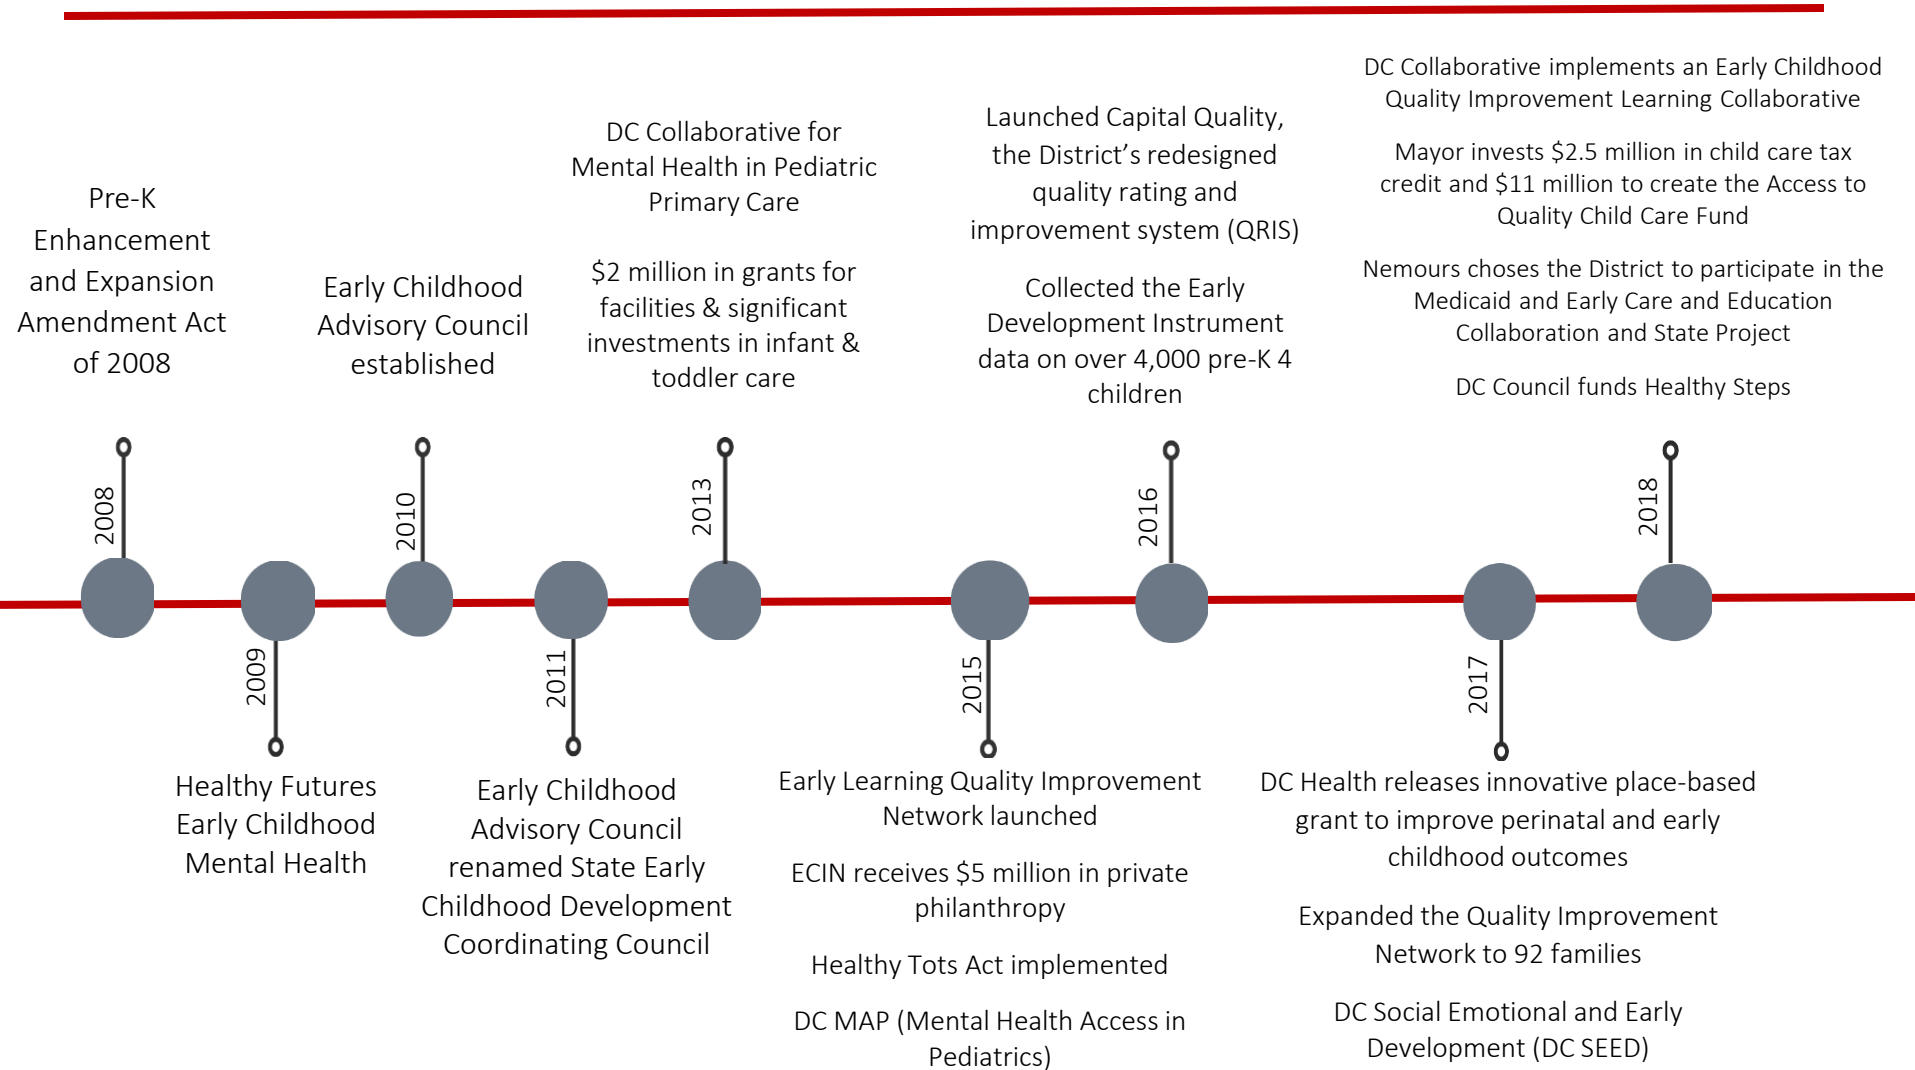 Pre-K
Enhancement
and Expansion
Amendment Act
of 2008
2008
Healthy Futures
Early Childhood
Mental Health
2009
Early Childhood
Advisory Council
established
2010
Early Childhood
Advisory Council
renamed State Early
Childhood Development
Coordinating Council
2011
DC Collaborative for
Mental Health in Pediatric
Primary Care
$2 million in grants for
facilities & significant
investments in infant &
toddler care
2013
Early Learning Quality Improvement
Network launched
ECIN receives $5 million in private
philanthropy
Healthy Tots Act implemented
DC MAP (Mental Health Access in
Pediatrics)
2015
Launched Capital Quality,
the District’s redesigned
quality rating and
improvement system (QRIS)
Collected the Early
Development Instrument
data on over 4,000 pre-K 4
children
2016
DC Health releases innovative place-based
grant to improve perinatal and early
childhood outcomes
Expanded the Quality Improvement
Network to 92 families
DC Social Emotional and Early
Development (DC SEED)
2017
DC Collaborative implements an Early Childhood
Quality Improvement Learning Collaborative
Mayor invests $2.5 million in child care tax
credit and $11 million to create the Access to
Quality Child Care Fund
Nemours choses the District to participate in the
Medicaid and Early Care and Education
Collaboration and State Project
DC Council funds Healthy Steps
2018